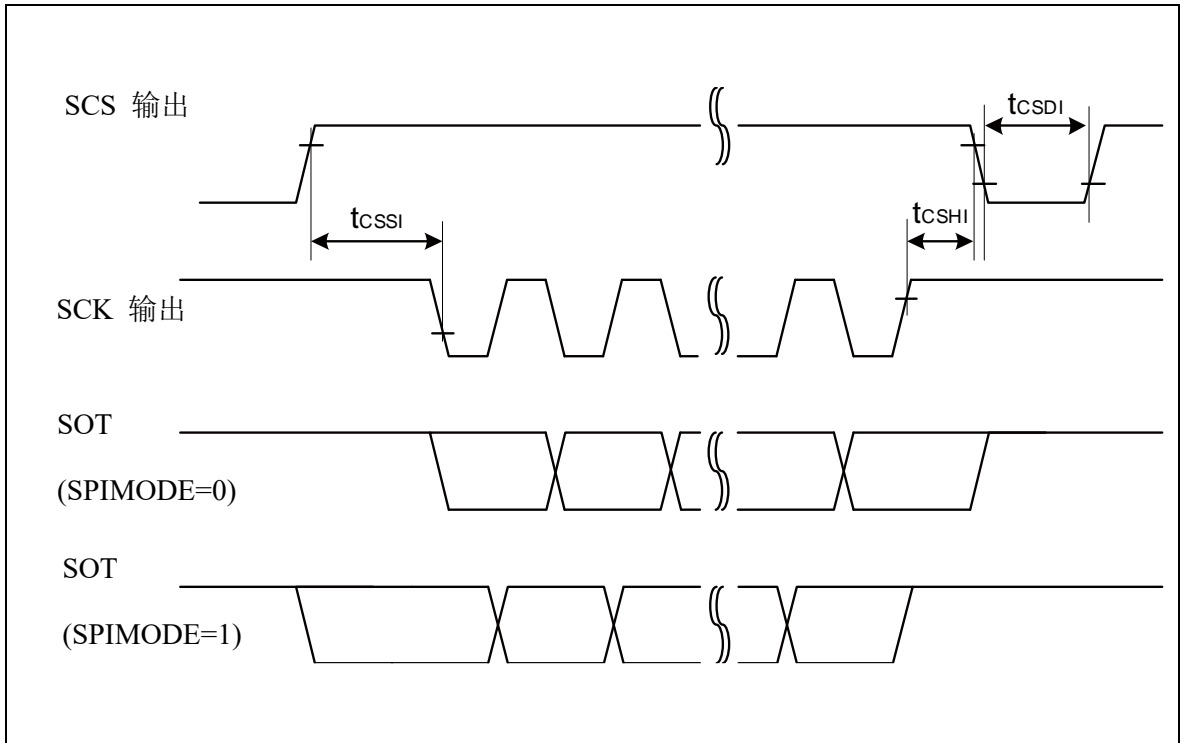 SCS 输出
tCSDI
tCSSI
tCSHI
SCK 输出
SOT
(SPIMODE=0)
SOT
(SPIMODE=1)